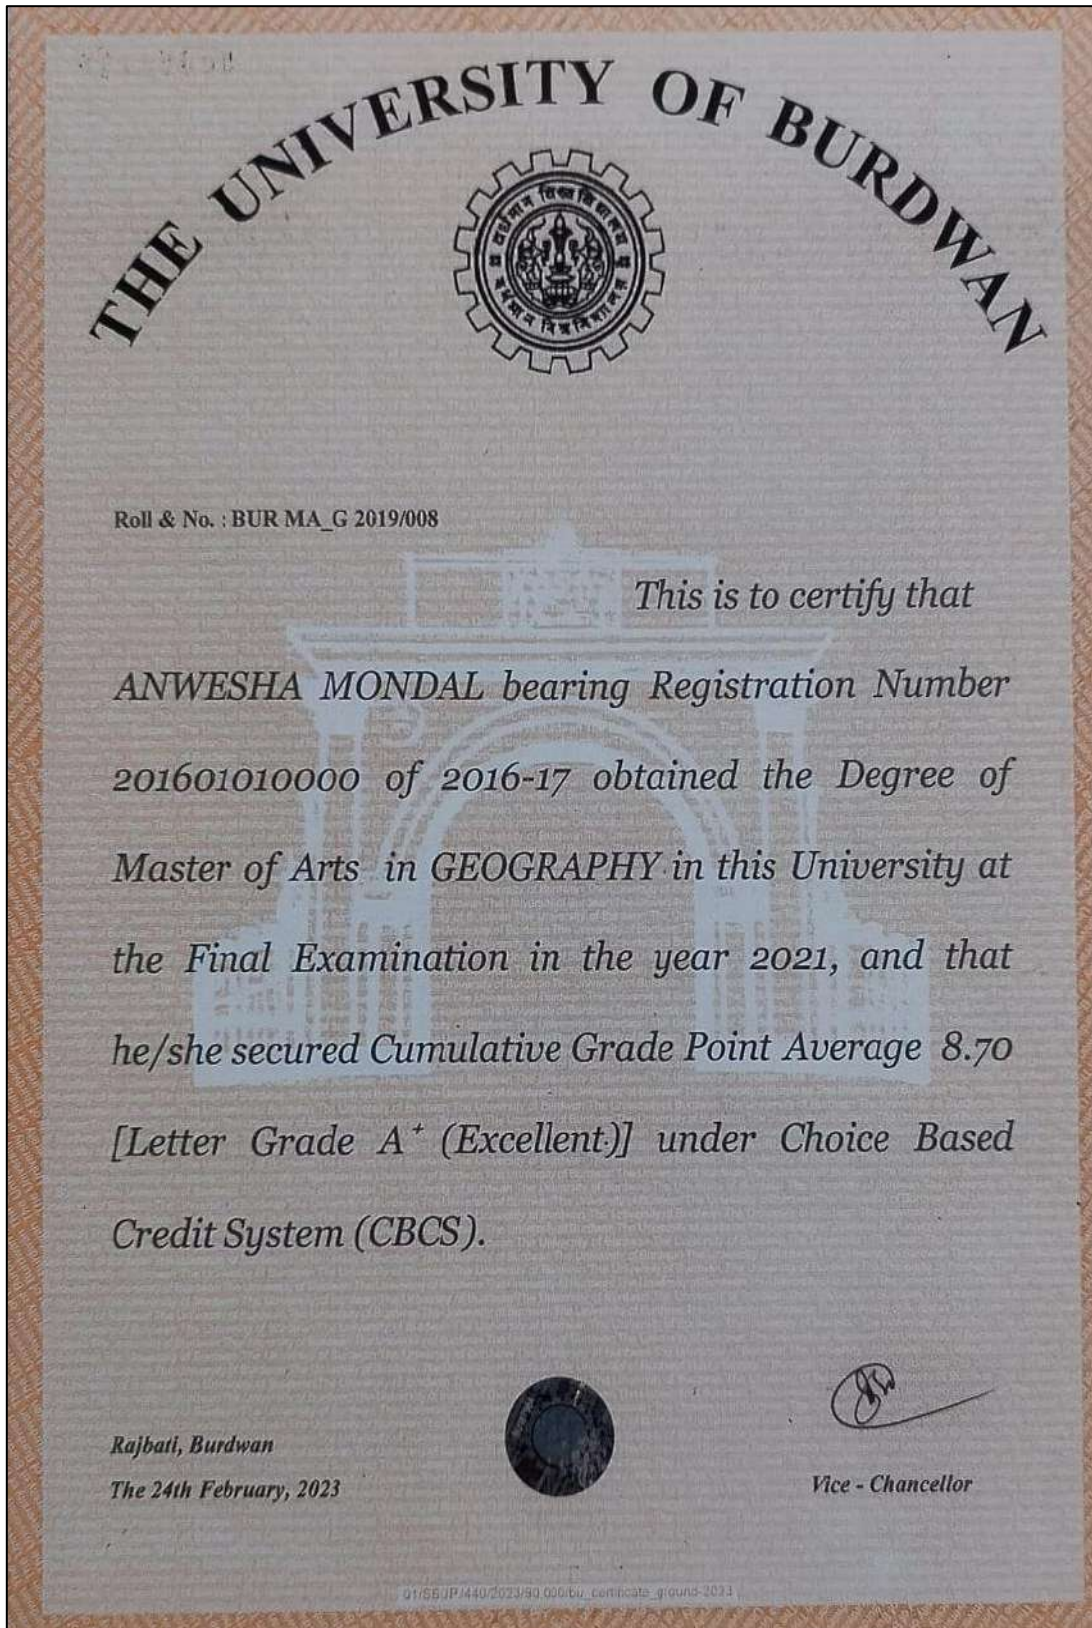 THE UNIVERSITY OF BURDWAN
Roll & No. : BUR MA_G 2019/008
This is to certify that
ANWESHA MONDAL bearing Registration Number
201601010000 of 2016-17 obtained the Degree of
Master of Arts in GEOGRAPHY in this University at
the Final Examination in the year 2021, and that
he/she secured Cumulative Grade Point Average 8.70
[Letter Grade A⁺ (Excellent)] under Choice Based
Credit System (CBCS).
Rajbati, Burdwan
The 24th February, 2023
Vice - Chancellor